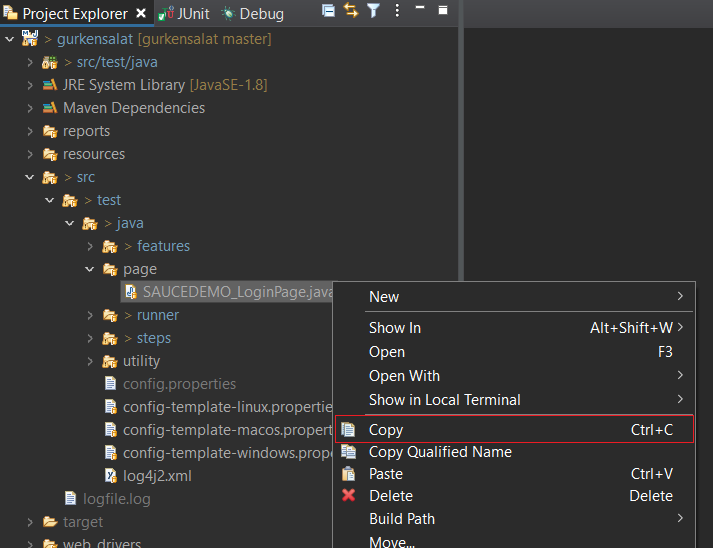 Project Explorer JUnit Debug
> gurkensalat [gurkensalat master]
> src/test/java
JRE System Library [JavaSE-1.8]
Maven Dependencies
reports
resources
> src
> test
> java
> features
page
SAUCEDEMO_LoginPage.java
> runner
> steps
utility
config.properties
config-template-linux.propertie
config-template-macos.propert
config-template-windows.prop
log4j2.xml
logfile.log
target
web_drivers
New
Show In Alt+Shift+W
Open F3
Open With
Show in Local Terminal
Copy Ctrl+C
Copy Qualified Name
Paste Ctrl+V
Delete Delete
Build Path
Move...